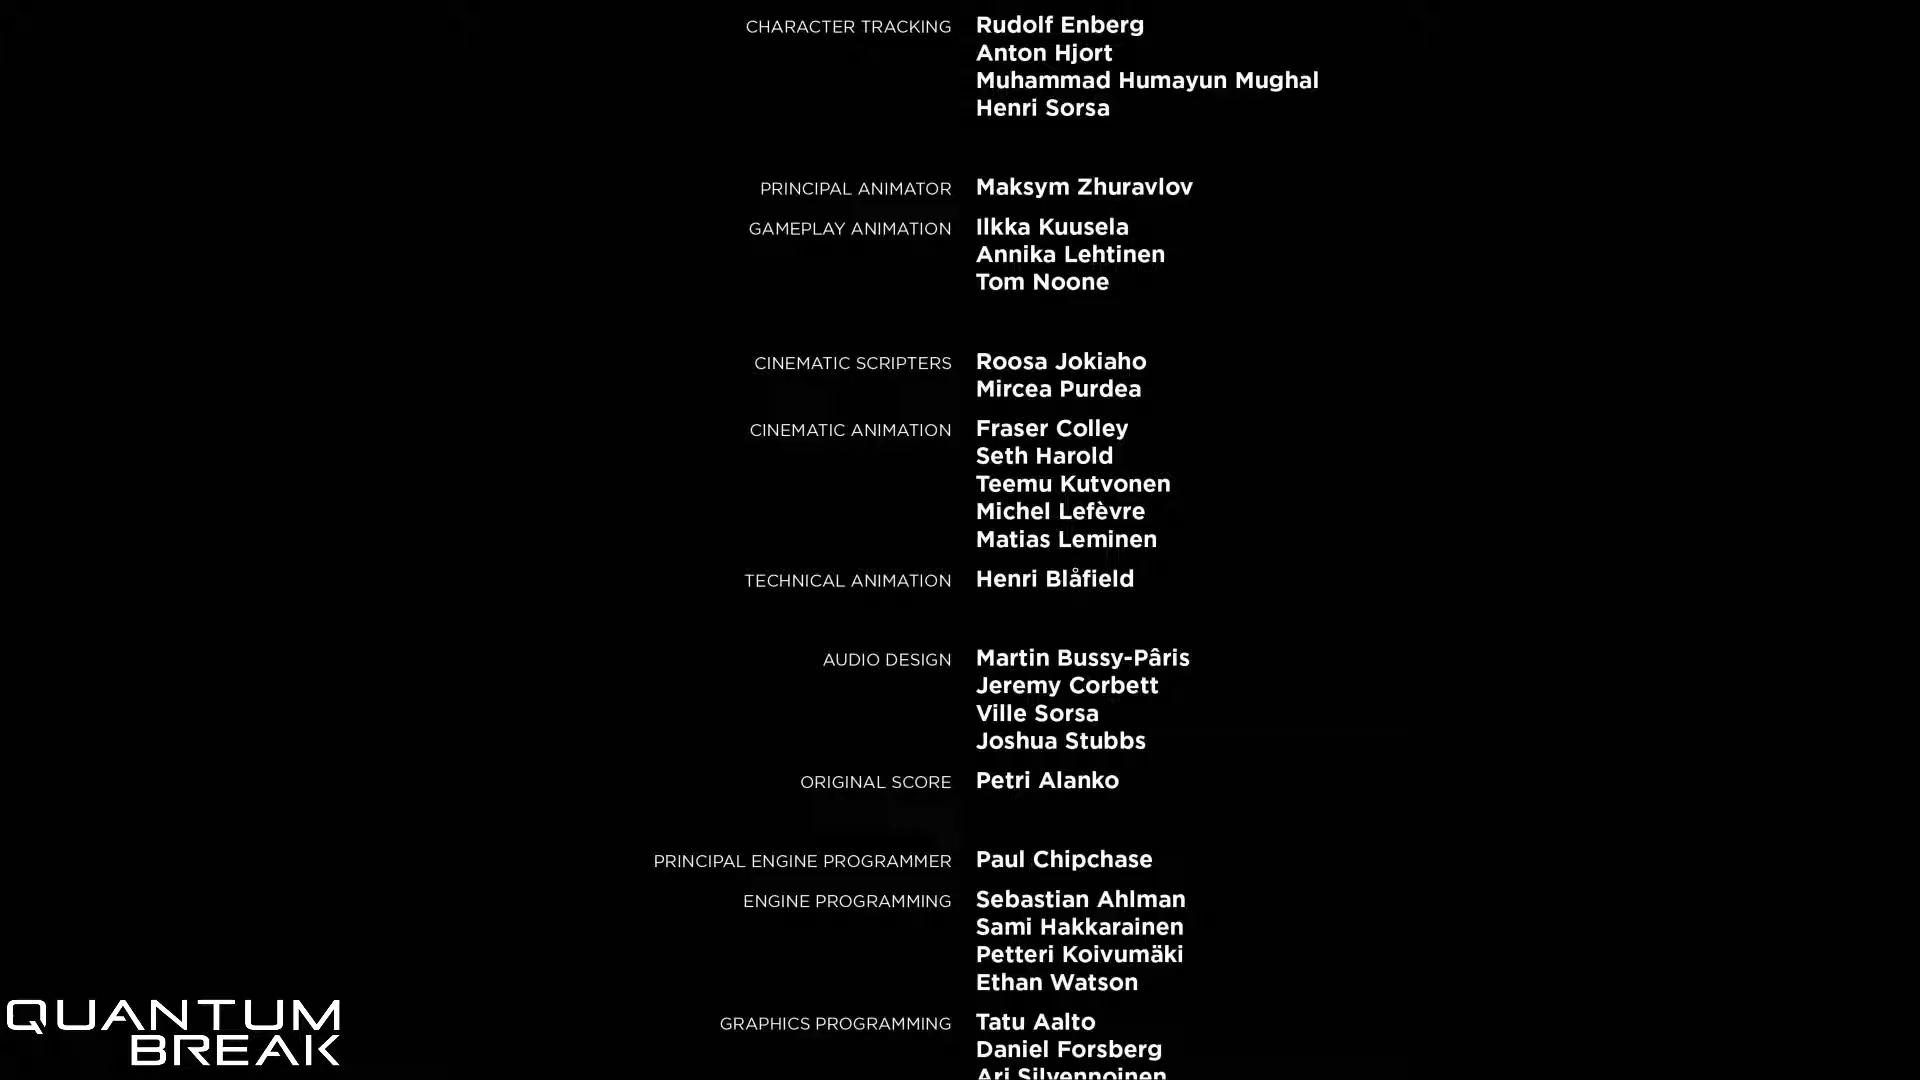 CHARACTER TRACKING Rudolf Enberg
Anton Hjort
Muhammad Humayun Mughal
Henri Sorsa
PRINCIPAL ANIMATOR Maksym Zhuravlov
GAMEPLAY ANIMATION Ilkka Kuusela
Annika Lehtinen
Tom Noone
CINEMATIC SCRIPTERS Roosa Jokiaho
Mircea Purdea
CINEMATIC ANIMATION Fraser Colley
Seth Harold
Teemu Kutvonen
Michel Lefèvre
Matias Leminen
TECHNICAL ANIMATION Henri Blåfield
AUDIO DESIGN Martin Bussy-Pâris
Jeremy Corbett
Ville Sorsa
Joshua Stubbs
ORIGINAL SCORE Petri Alanko
PRINCIPAL ENGINE PROGRAMMER Paul Chipchase
ENGINE PROGRAMMING Sebastian Ahlman
Sami Hakkarainen
Petteri Koivumäki
Ethan Watson
GRAPHICS PROGRAMMING Tatu Aalto
Daniel Forsberg
Ari Silvennoinen
QUANTUM
BREAK